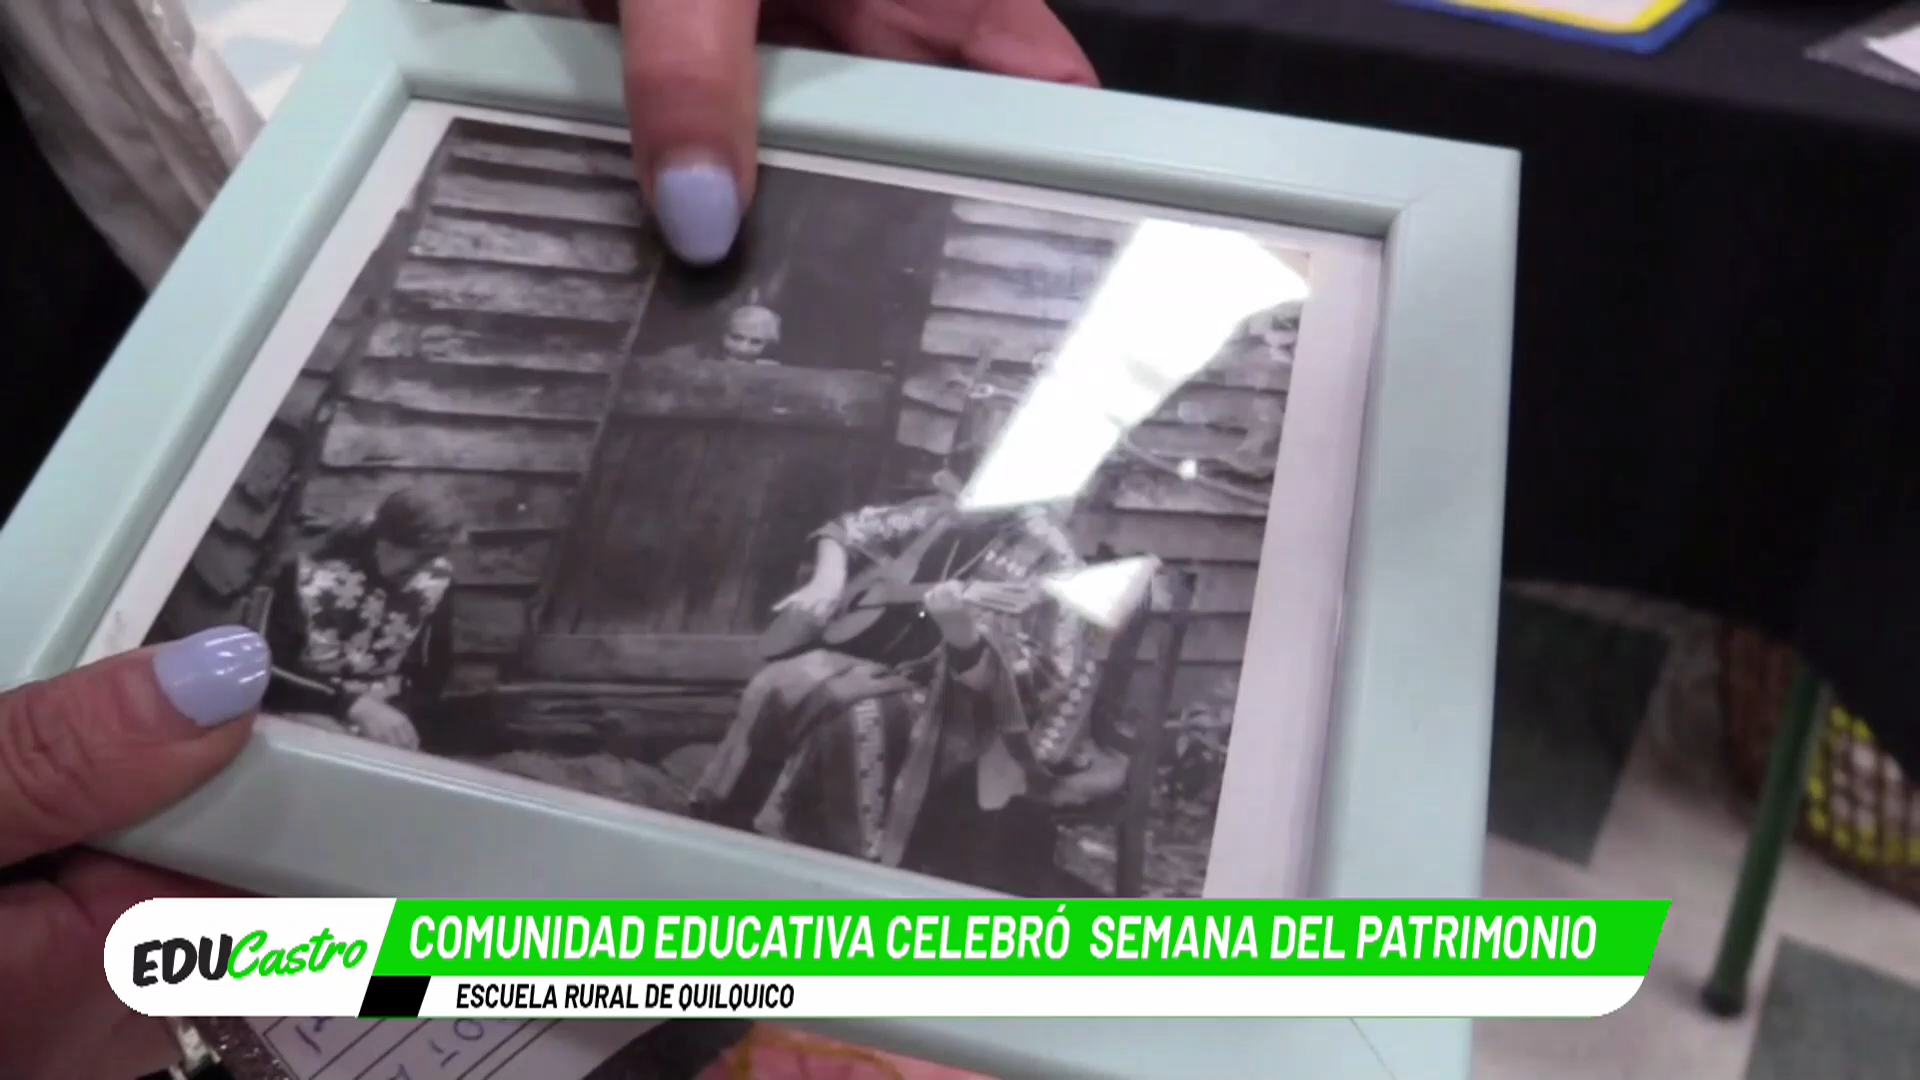 EDUCastro
COMUNIDAD EDUCATIVA CELEBRÓ SEMANA DEL PATRIMONIO
ESCUELA RURAL DE QUILQUICO